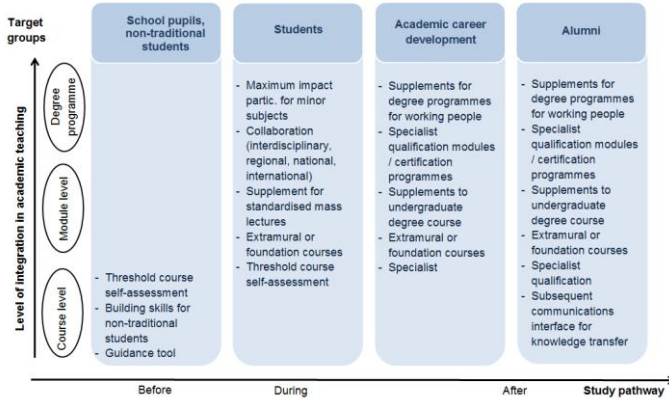 Target
groups
School pupils,
non-traditional
students
Students
Academic career
development
Alumni
Level of integration in academic teaching
Degree
programme
Module level
Course level
- Threshold course
self-assessment
- Building skills for
non-traditional
students
- Guidance tool
- Maximum impact
partic. for minor
subjects
- Collaboration
(interdisciplinary,
regional, national,
international)
- Supplement for
standardised mass
lectures
- Extramural or
foundation courses
- Threshold course
self-assessment
- Supplements for
degree programmes
for working people
- Specialist
qualification modules
/ certification
programmes
- Supplements to
undergraduate
degree course
- Extramural or
foundation courses
- Specialist
- Supplements for
degree programmes
for working people
- Specialist
qualification modules
/ certification
programmes
- Supplements to
undergraduate
degree course
- Extramural or
foundation courses
- Specialist
qualification
- Subsequent
communications
interface for
knowledge transfer
Before
During
After
Study pathway